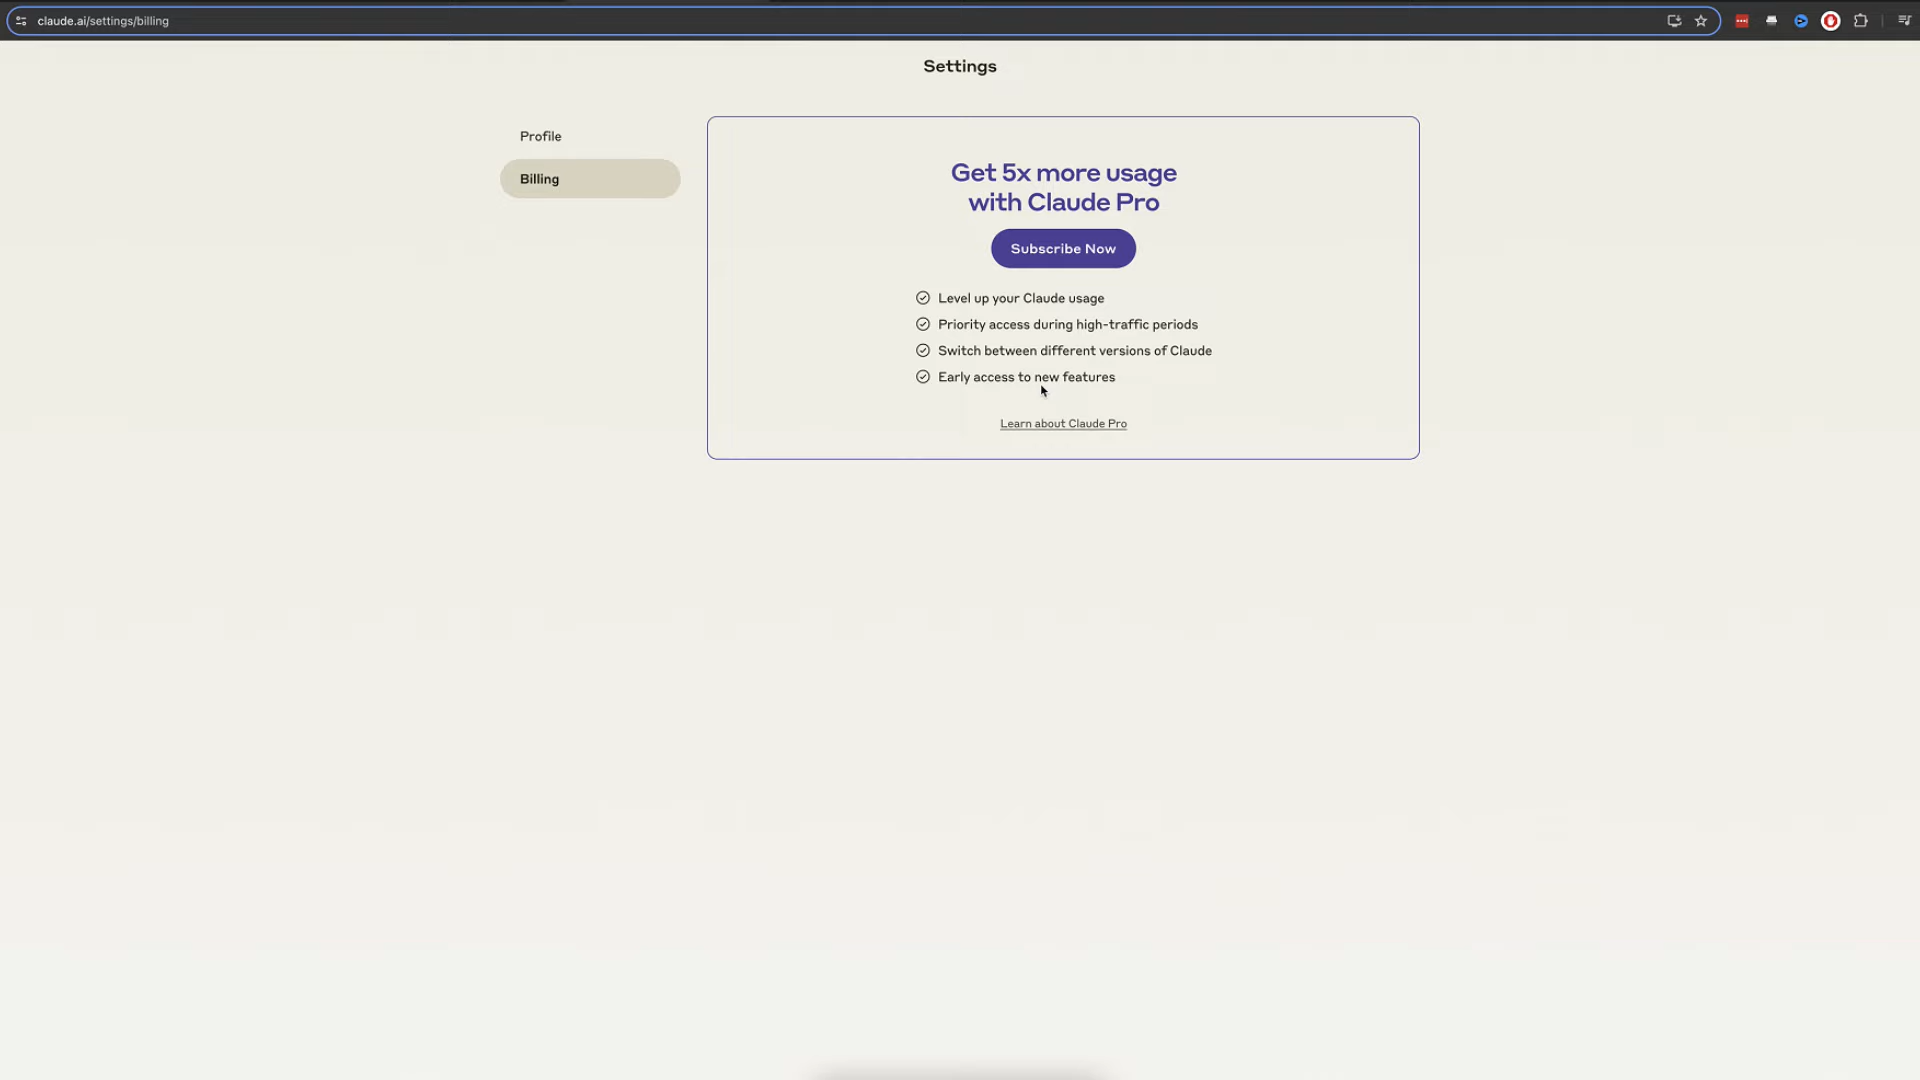 claude.ai/settings/billing
Settings
Profile
Billing
Get 5x more usage
with Claude Pro
Subscribe Now
Level up your Claude usage
Priority access during high-traffic periods
Switch between different versions of Claude
Early access to new features
Learn about Claude Pro